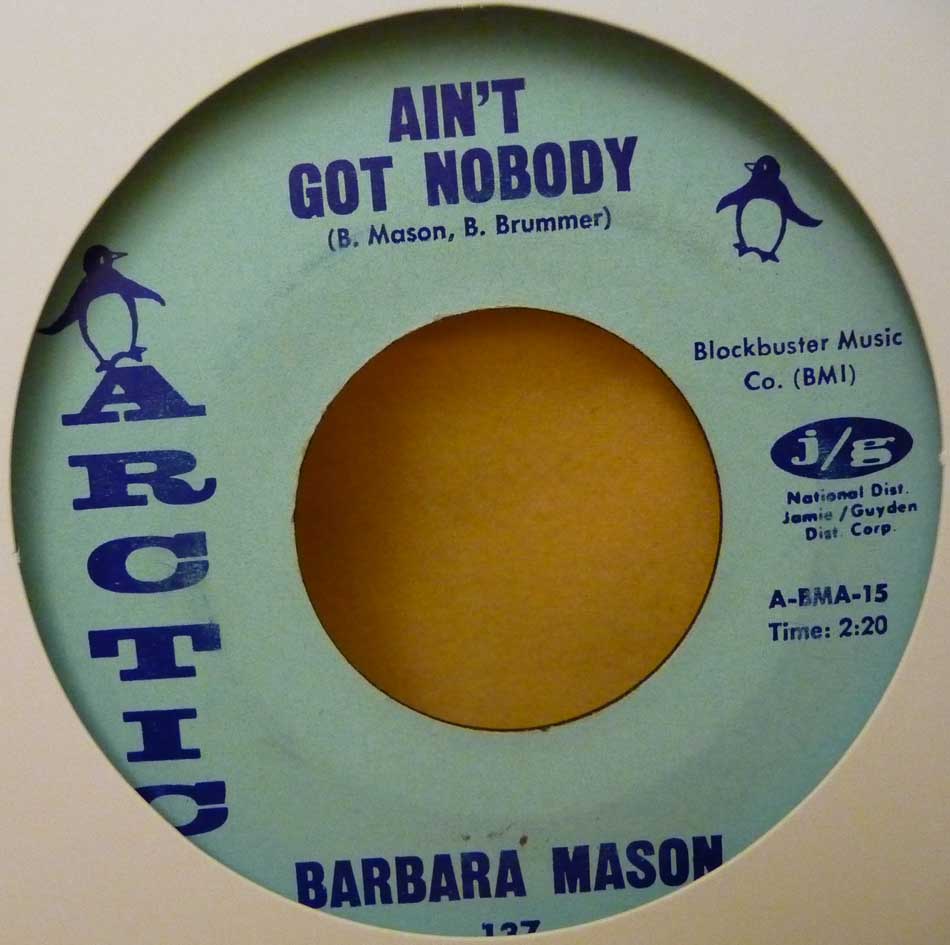 AIN'T
GOT NOBODY
(B. Mason, B. Brummer)
ARCTIC
Blockbuster Music
Co. (BMI)
j/g
National Dist.
Jamie / Guyden
Dist. Corp.
A-BMA-15
Time: 2:20
BARBARA MASON
137